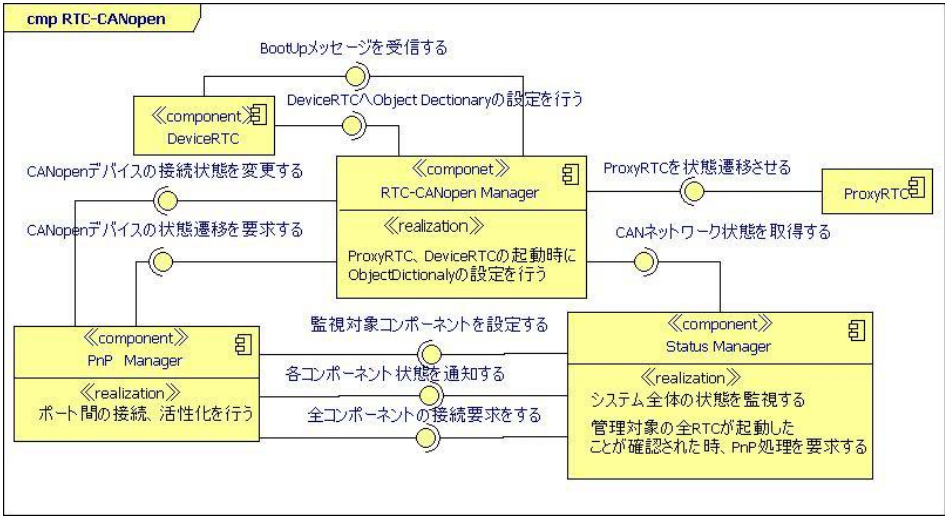 cmp RTC-CANopen
BootUpメッセージを受信する
≪component≫
DeviceRTC
DeviceRTCへObject Dectionaryの設定を行う
CANopenデバイスの接続状態を変更する
≪componet≫
RTC-CANopen Manager
≪realization≫
ProxyRTC、DeviceRTCの起動時に
ObjectDictionalyの設定を行う
ProxyRTCを状態遷移させる
ProxyRTC
CANopenデバイスの状態遷移を要求する
CANネットワーク状態を取得する
≪component≫
PnP Manager
≪realization≫
ポート間の接続、活性化を行う
監視対象コンポーネントを設定する
各コンポーネント状態を通知する
全コンポーネントの接続要求をする
≪component≫
Status Manager
≪realization≫
システム全体の状態を監視する
管理対象の全RTCが起動した
ことが確認された時、PnP処理を要求する